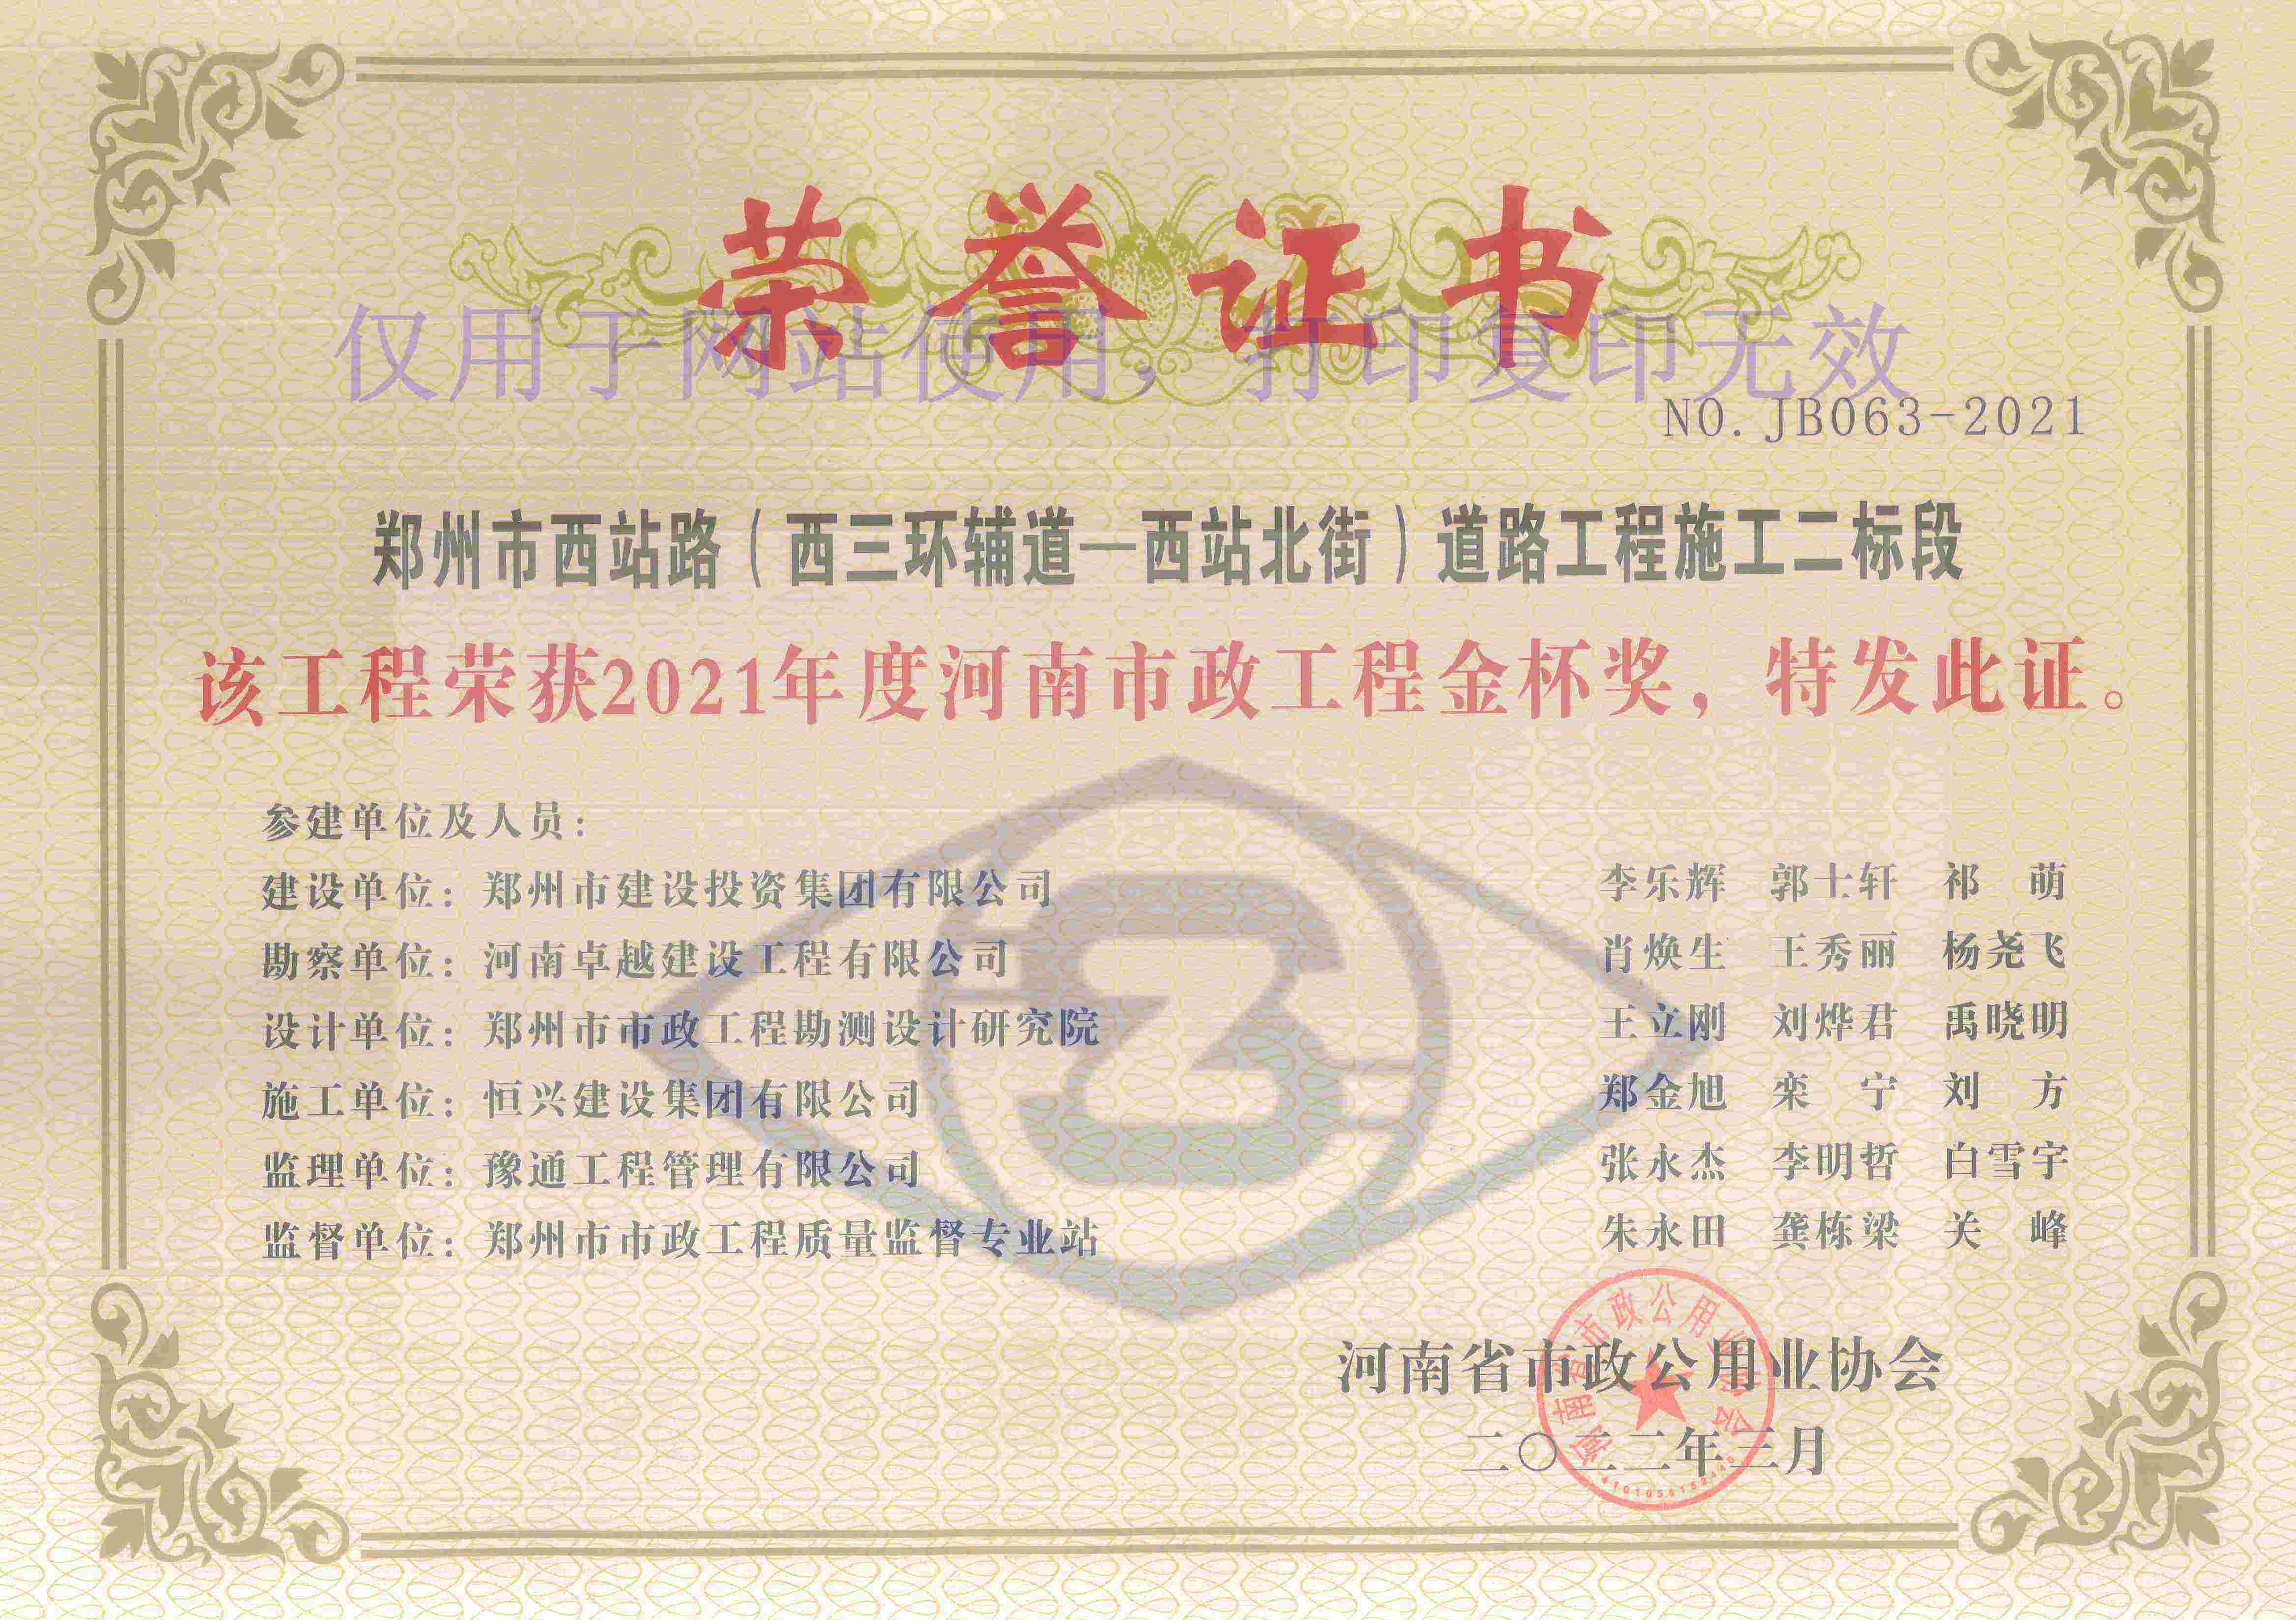 荣誉证书
仅用于网站使用，打印复印无效
NO. JB063-2021
郑州市西站路（西三环辅道—西站北街）道路工程施工二标段
该工程荣获2021年度河南市政工程金杯奖，特发此证。
参建单位及人员：
建设单位：郑州市建设投资集团有限公司 李乐辉 郭士轩 祁 萌
勘察单位：河南卓越建设工程有限公司 肖焕生 王秀丽 杨尧飞
设计单位：郑州市市政工程勘测设计研究院 王立刚 刘烨君 禹晓明
施工单位：恒兴建设集团有限公司 郑金旭 栾 宁 刘 方
监理单位：豫通工程管理有限公司 张永杰 李明哲 白雪宇
监督单位：郑州市市政工程质量监督专业站 朱永田 龚栋梁 关 峰
河南省市政公用业协会
二〇二二年三月
河南省市政公用业协会